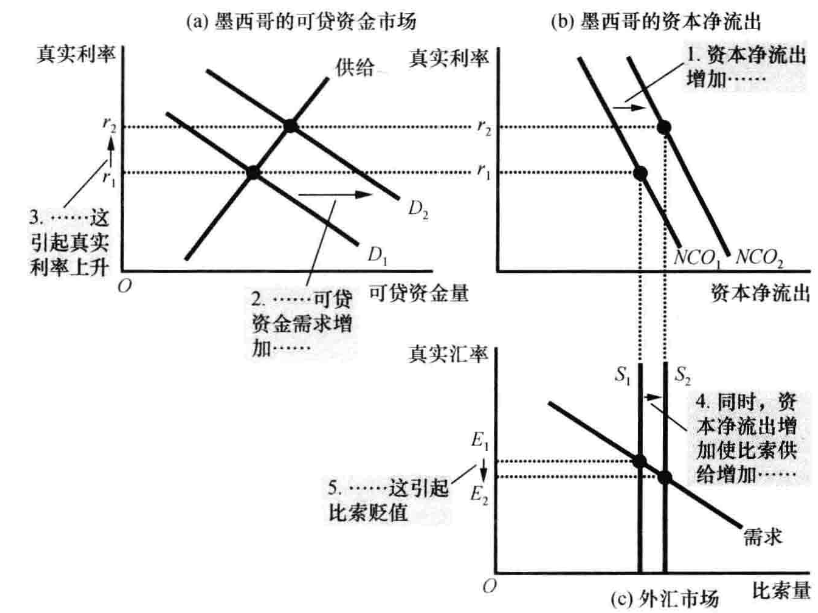 (a) 墨西哥的可贷资金市场
真实利率
供给
r2
r1
D2
D1
3. ……这
引起真实
利率上升
O
可贷资金量
2. ……可贷
资金需求增
加……
(b) 墨西哥的资本净流出
真实利率
1. 资本净流出
增加……
r2
r1
NCO1
NCO2
资本净流出
真实汇率
S1
S2
4. 同时，资
本净流出增
加使比索供
给增加……
E1
E2
5. ……这引起
比索贬值
需求
O
比索量
(c) 外汇市场